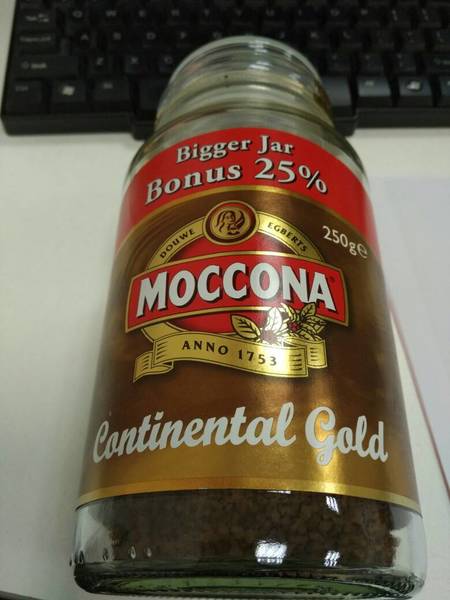 Bigger Jar
Bonus 25%
250g℮
DOUWE EGBERTS
MOCCONA
ANNO 1753
Continental Gold